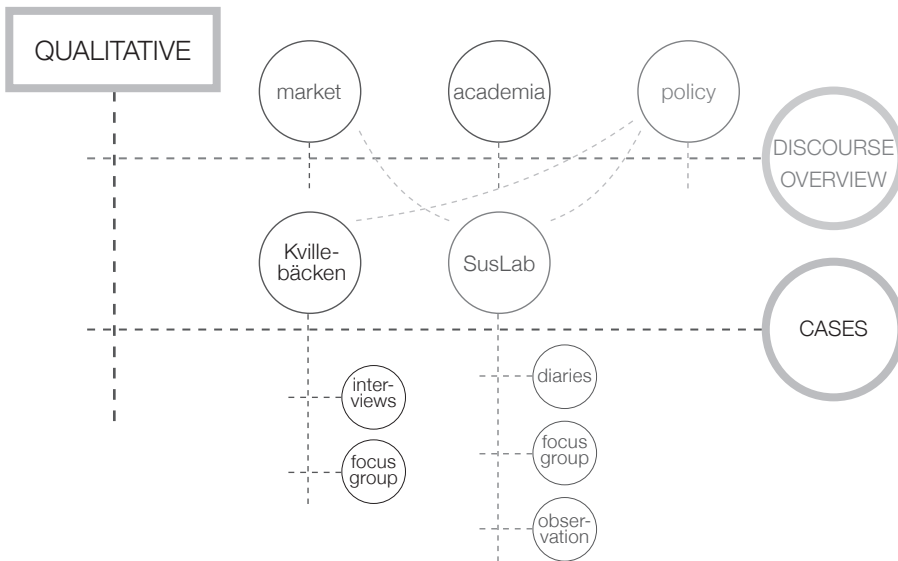 QUALITATIVE
market
academia
policy
DISCOURSE
OVERVIEW
Kville-
bäcken
SusLab
CASES
inter-
views
focus
group
diaries
focus
group
obser-
vation